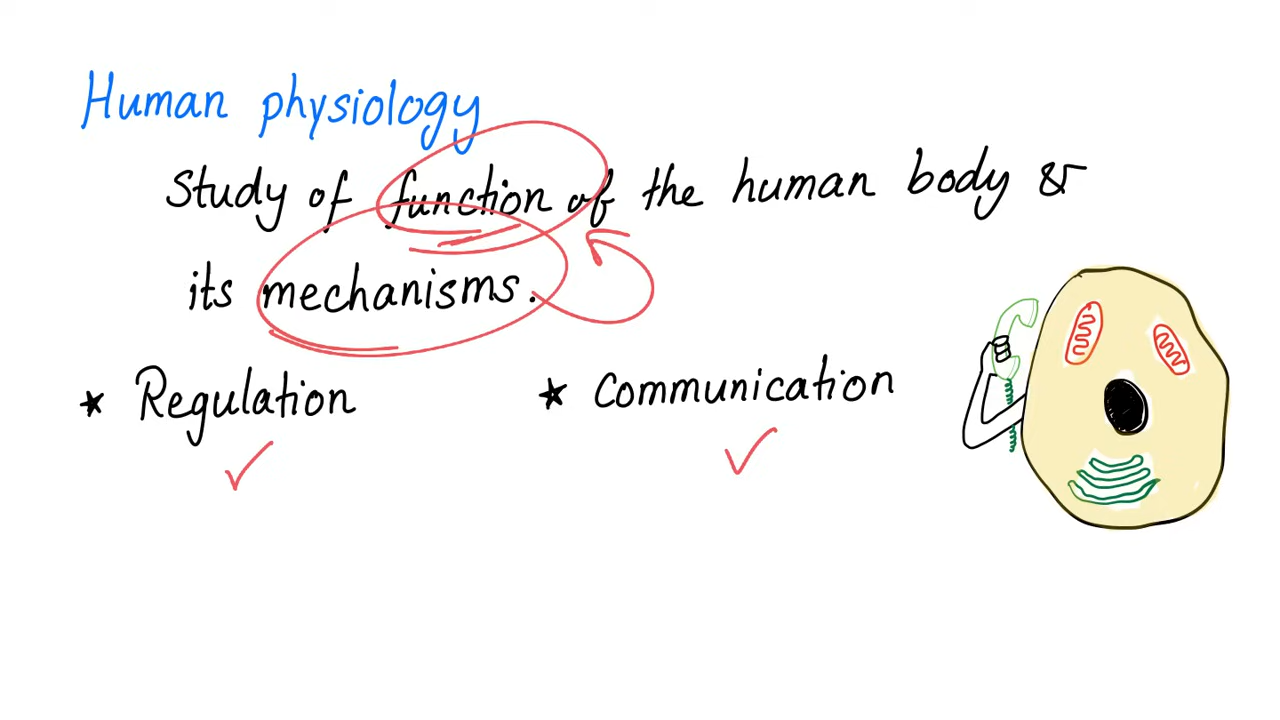 Human physiology
Study of function of the human body &
its mechanisms.
★ Regulation ★ Communication